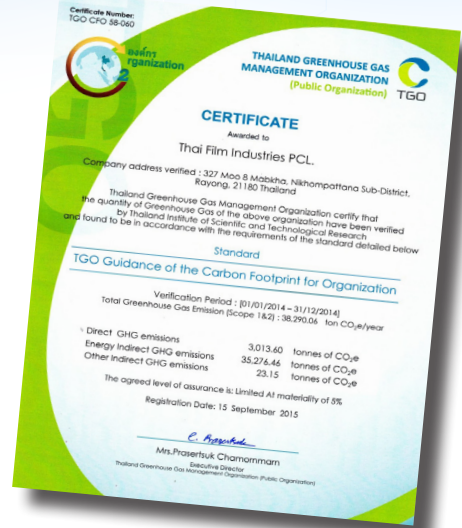 Certificate Number:
TGO CFO 58-060
องค์กร
rganization
2
THAILAND GREENHOUSE GAS
MANAGEMENT ORGANIZATION
(Public Organization)
TGO
CERTIFICATE
Awarded to
Thai Film Industries PCL.
Company address verified : 327 Moo 8 Mabkha, Nikhompattana Sub-District,
Rayong, 21180 Thailand
Thailand Greenhouse Gas Management Organization certify that
the quantity of Greenhouse Gas of the above organization have been verified
by Thailand Institute of Scientific and Technological Research
and found to be in accordance with the requirements of the standard detailed below
Standard
TGO Guidance of the Carbon Footprint for Organization
Verification Period : [01/01/2014 – 31/12/2014]
Total Greenhouse Gas Emission (Scope 1&2) : 38,290.06 ton CO₂e/year
Direct GHG emissions 3,013.60 tonnes of CO₂e
Energy Indirect GHG emissions 35,276.46 tonnes of CO₂e
Other Indirect GHG emissions 23.15 tonnes of CO₂e
The agreed level of assurance is: Limited At materiality of 5%
Registration Date: 15 September 2015
Mrs.Prasertsuk Chamornmarn
Executive Director
Thailand Greenhouse Gas Management Organization (Public Organization)